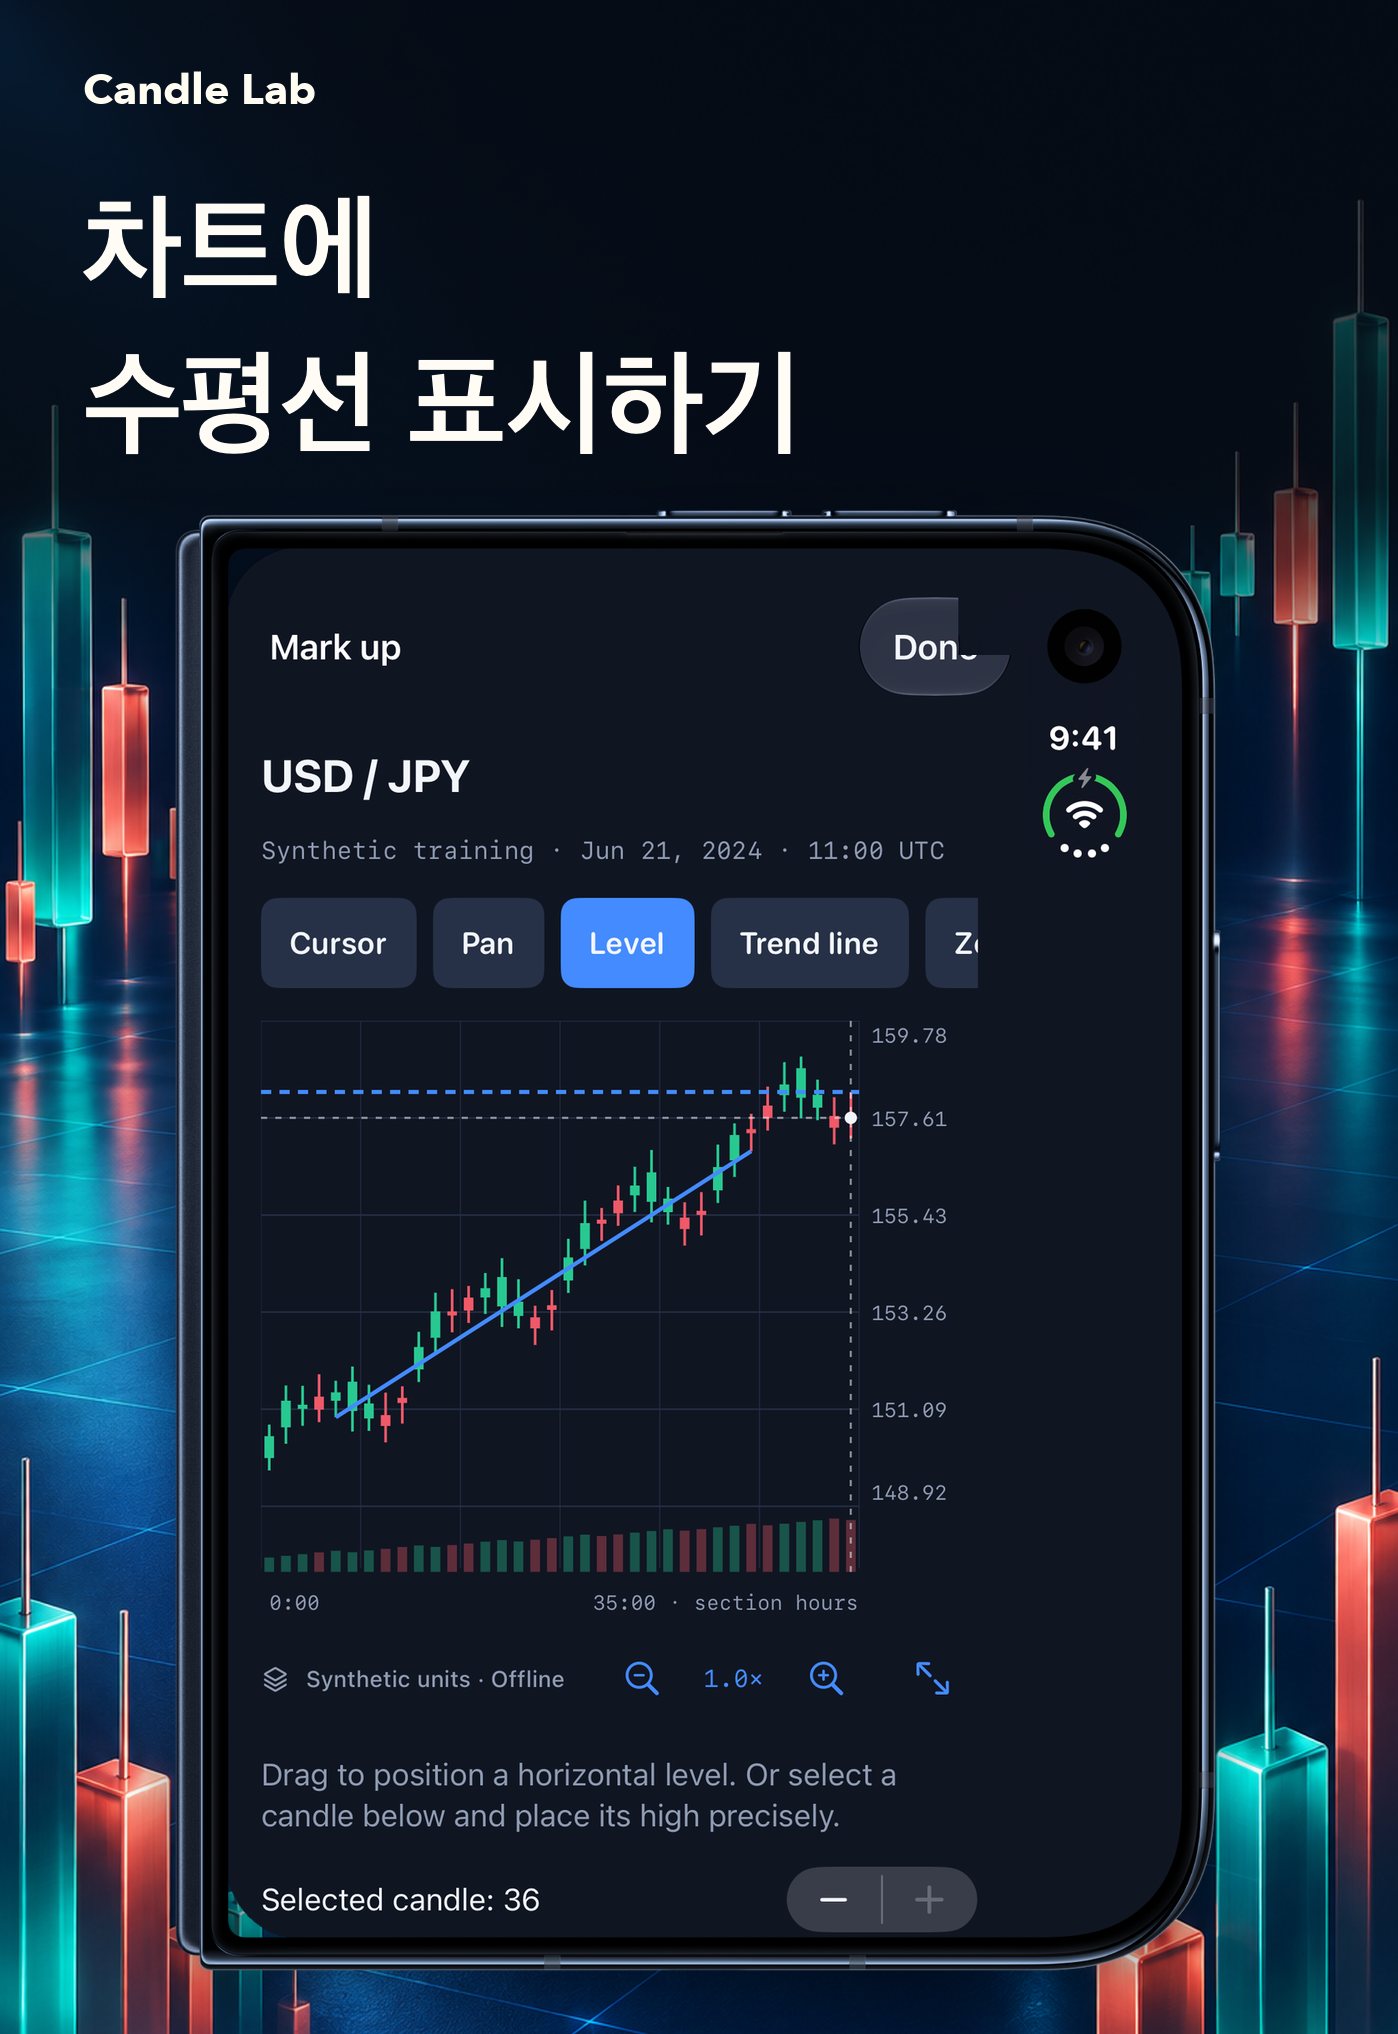 Candle Lab
차트에
수평선 표시하기
Mark up
9:41
USD / JPY
Synthetic training · Jun 21, 2024 · 11:00 UTC
Cursor Pan Level Trend line
159.78
157.61
155.43
153.26
151.09
148.92
0:00 35:00 · section hours
Synthetic units · Offline 1.0×
Drag to position a horizontal level. Or select a
candle below and place its high precisely.
Selected candle: 36